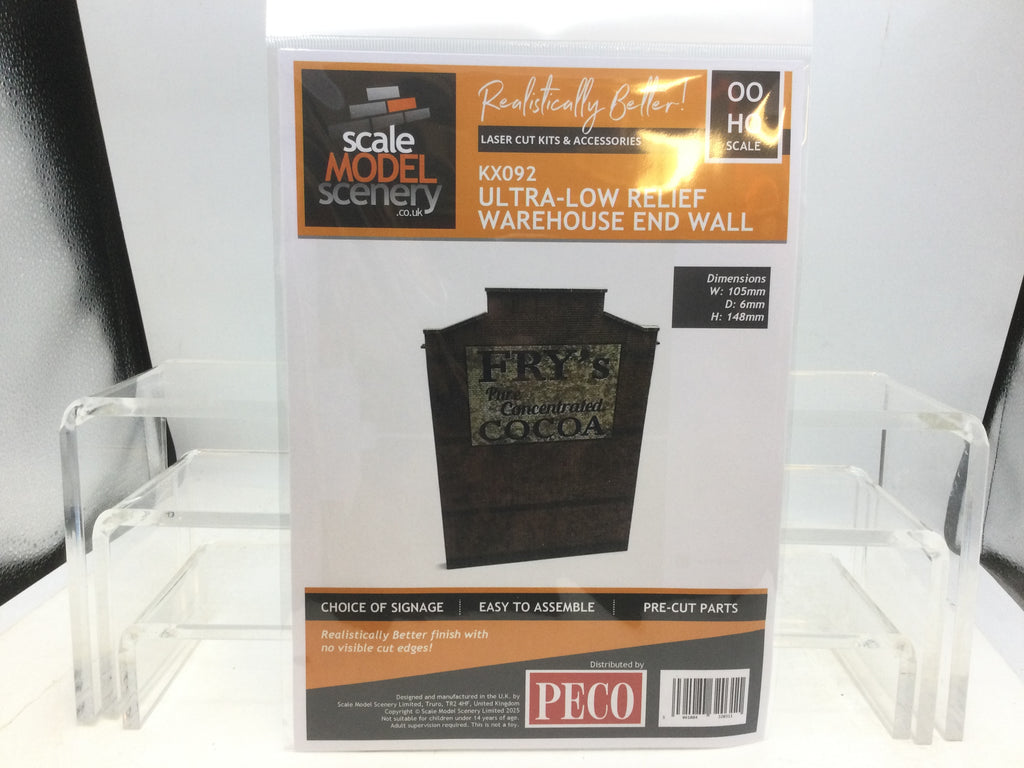 scale
MODEL
scenery
.co.uk
Realistically Better!
LASER CUT KITS & ACCESSORIES
OO
HO
SCALE
KX092
ULTRA-LOW RELIEF
WAREHOUSE END WALL
Dimensions
W: 105mm
D: 6mm
H: 148mm
FRY's
Pure
Concentrated
COCOA
CHOICE OF SIGNAGE
EASY TO ASSEMBLE
PRE-CUT PARTS
Realistically Better finish with
no visible cut edges!
Distributed by
PECO
Designed and manufactured in the U.K. by
Scale Model Scenery Limited, Truro, TR2 4HF, United Kingdom
Copyright © Scale Model Scenery Limited 2025
Not suitable for children under 14 years of age.
Adult supervision required. This is not a toy.